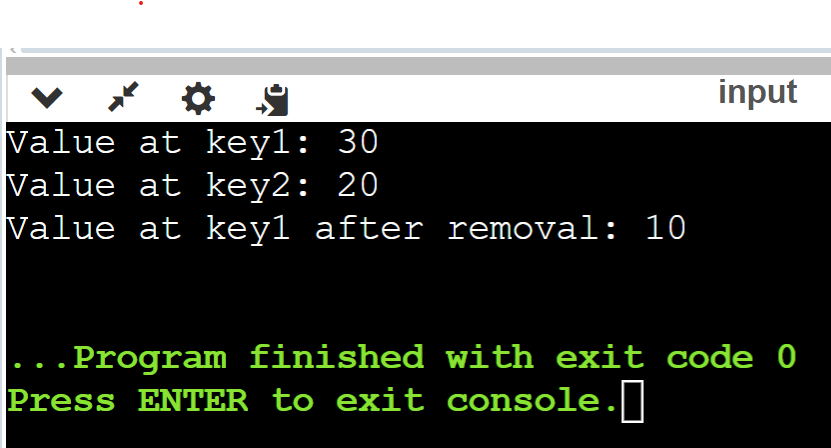 input
Value at key1: 30
Value at key2: 20
Value at key1 after removal: 10
...Program finished with exit code 0
Press ENTER to exit console.